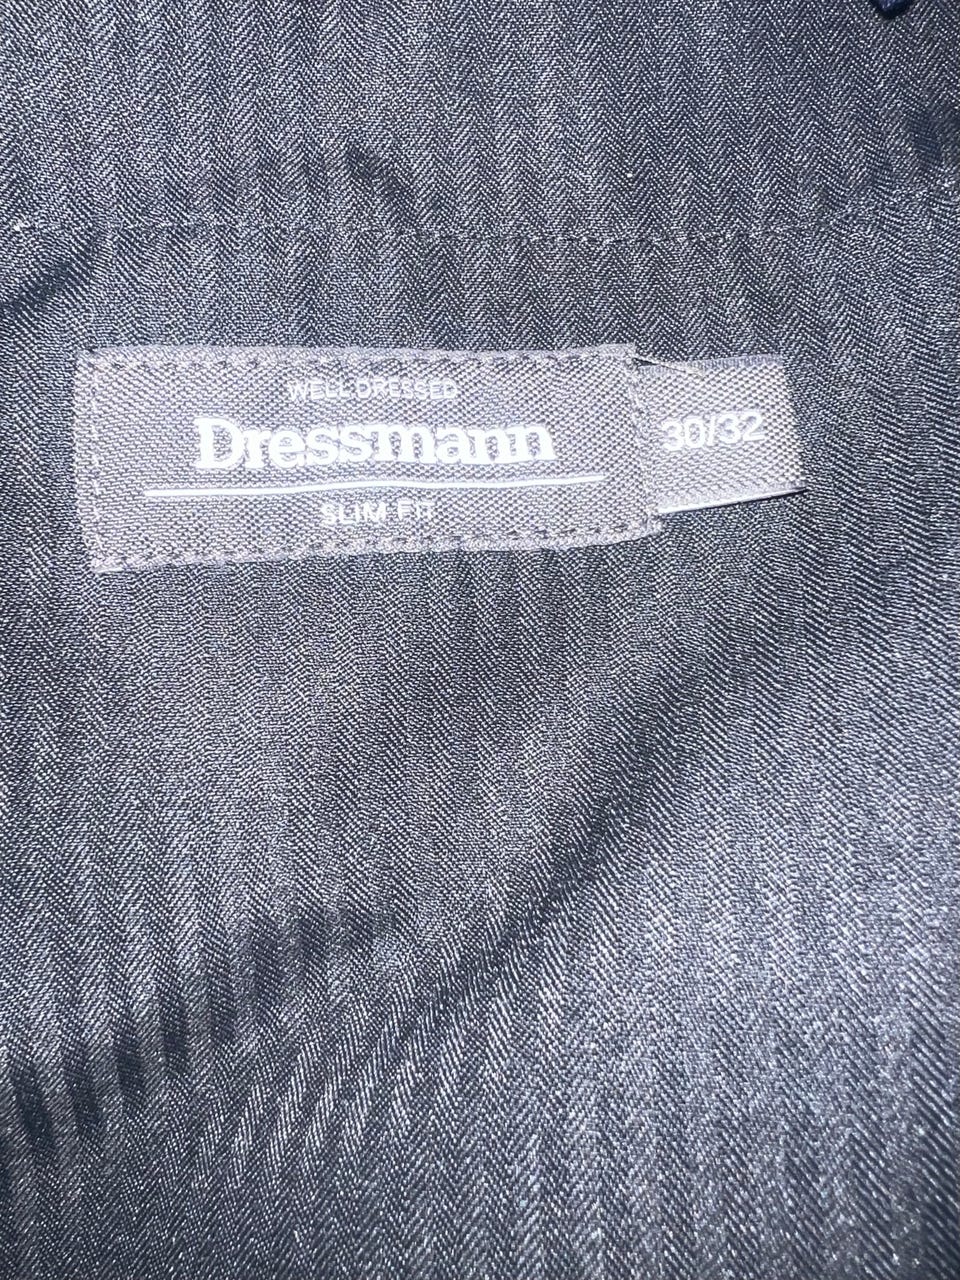 WELL DRESSED
Dressmann
SLIM FIT
30/32